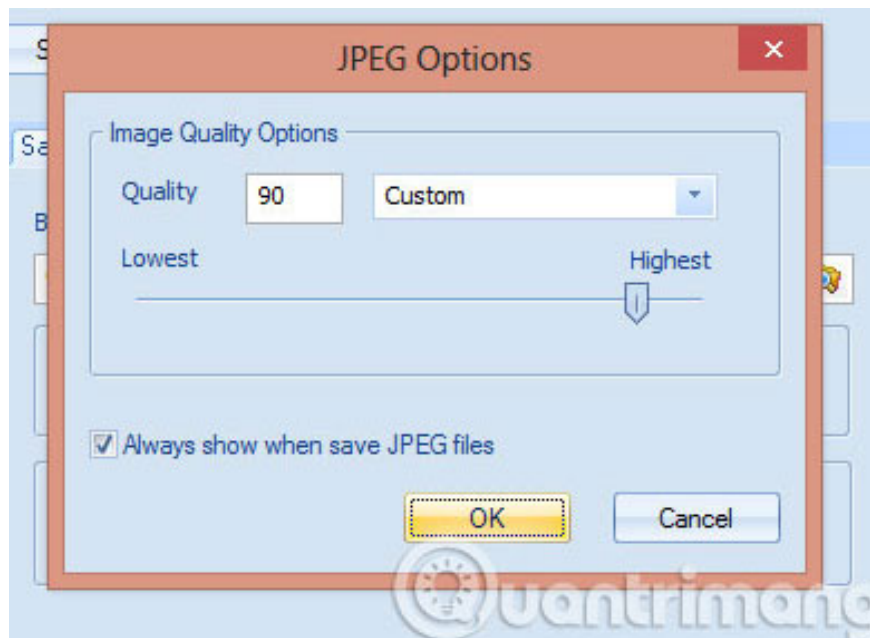 JPEG Options
Image Quality Options
Quality 90 Custom
Lowest Highest
Always show when save JPEG files
OK Cancel
Quantrimang